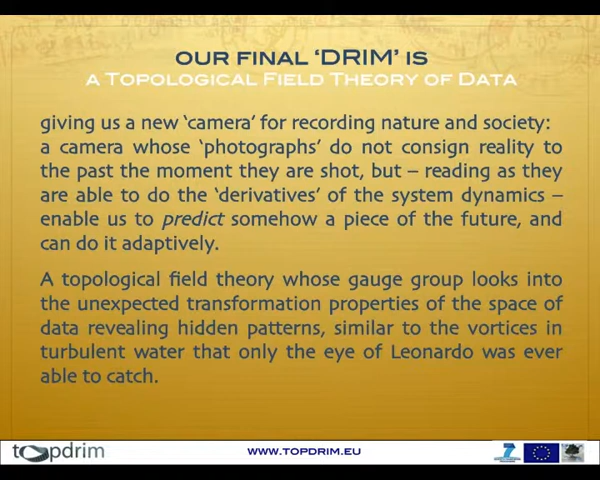 OUR FINAL ‘DRIM’ IS
A TOPOLOGICAL FIELD THEORY OF DATA
giving us a new ‘camera’ for recording nature and society:
a camera whose ‘photographs’ do not consign reality to
the past the moment they are shot, but – reading as they
are able to do the ‘derivatives’ of the system dynamics –
enable us to predict somehow a piece of the future, and
can do it adaptively.
A topological field theory whose gauge group looks into
the unexpected transformation properties of the space of
data revealing hidden patterns, similar to the vortices in
turbulent water that only the eye of Leonardo was ever
able to catch.
topdrim
WWW.TOPDRIM.EU